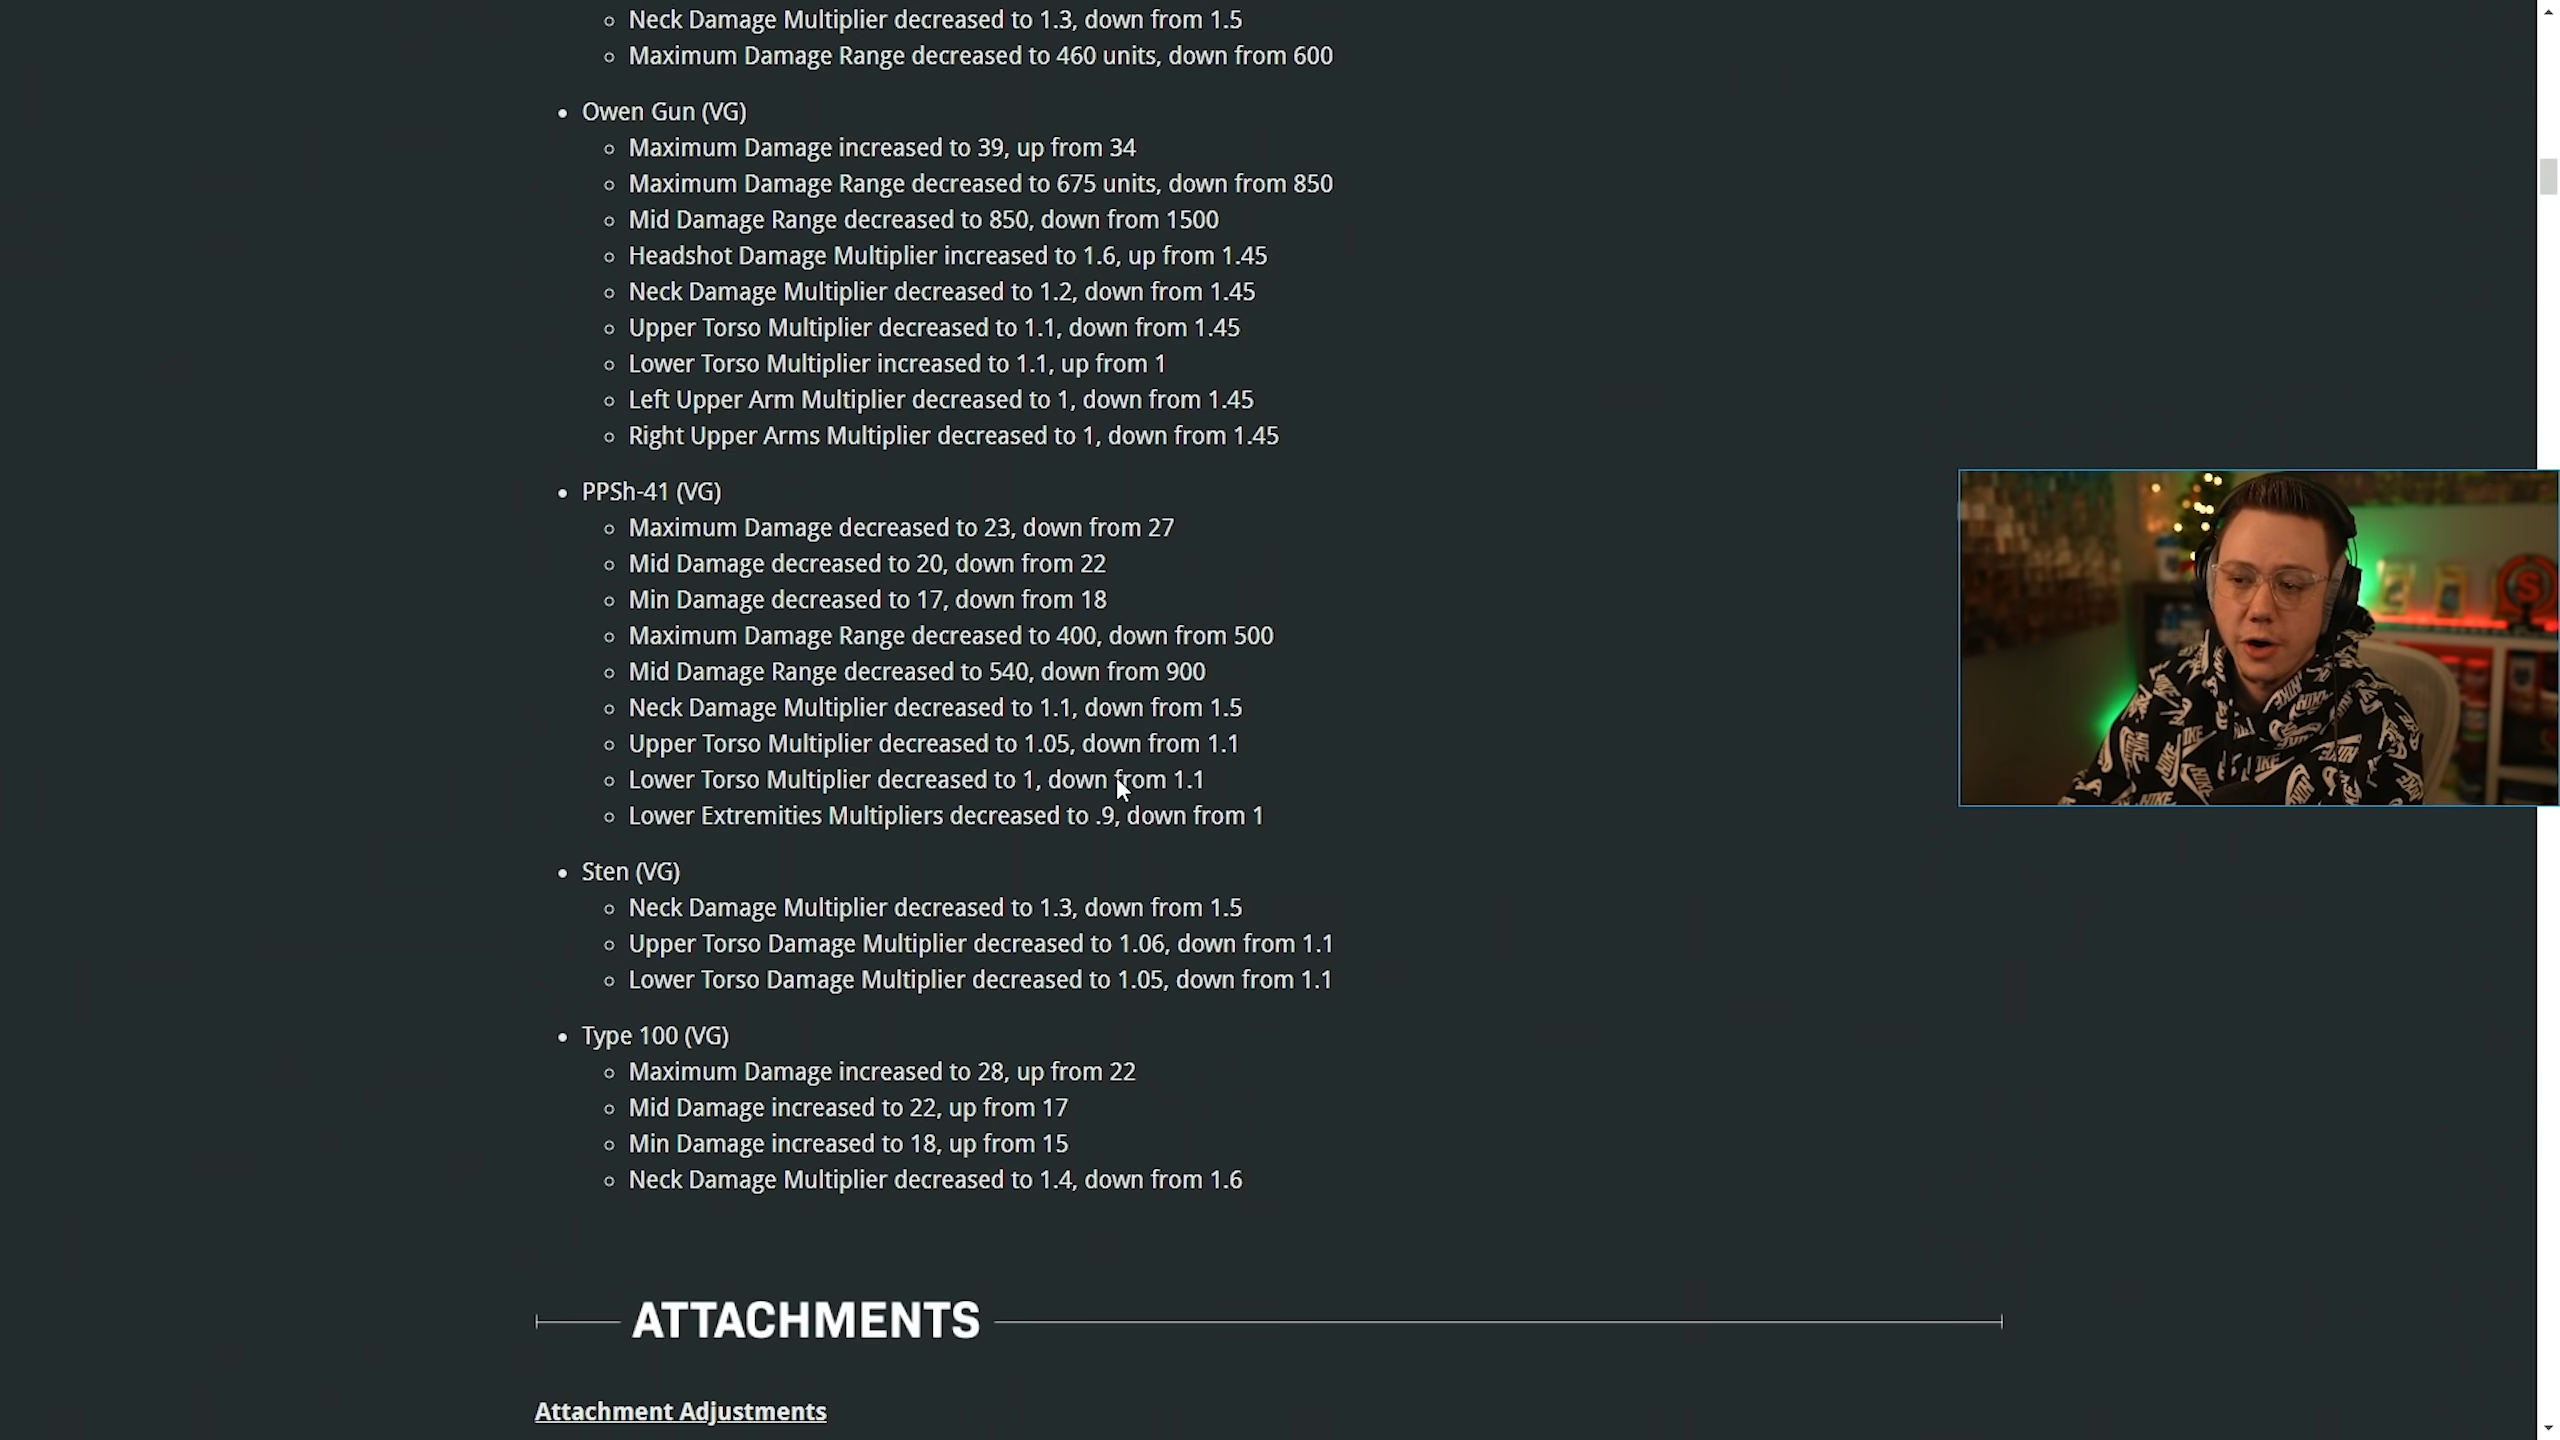 Neck Damage Multiplier decreased to 1.3, down from 1.5
Maximum Damage Range decreased to 460 units, down from 600
Owen Gun (VG)
Maximum Damage increased to 39, up from 34
Maximum Damage Range decreased to 675 units, down from 850
Mid Damage Range decreased to 850, down from 1500
Headshot Damage Multiplier increased to 1.6, up from 1.45
Neck Damage Multiplier decreased to 1.2, down from 1.45
Upper Torso Multiplier decreased to 1.1, down from 1.45
Lower Torso Multiplier increased to 1.1, up from 1
Left Upper Arm Multiplier decreased to 1, down from 1.45
Right Upper Arms Multiplier decreased to 1, down from 1.45
PPSh-41 (VG)
Maximum Damage decreased to 23, down from 27
Mid Damage decreased to 20, down from 22
Min Damage decreased to 17, down from 18
Maximum Damage Range decreased to 400, down from 500
Mid Damage Range decreased to 540, down from 900
Neck Damage Multiplier decreased to 1.1, down from 1.5
Upper Torso Multiplier decreased to 1.05, down from 1.1
Lower Torso Multiplier decreased to 1, down from 1.1
Lower Extremities Multipliers decreased to .9, down from 1
Sten (VG)
Neck Damage Multiplier decreased to 1.3, down from 1.5
Upper Torso Damage Multiplier decreased to 1.06, down from 1.1
Lower Torso Damage Multiplier decreased to 1.05, down from 1.1
Type 100 (VG)
Maximum Damage increased to 28, up from 22
Mid Damage increased to 22, up from 17
Min Damage increased to 18, up from 15
Neck Damage Multiplier decreased to 1.4, down from 1.6
ATTACHMENTS
Attachment Adjustments
NIKE